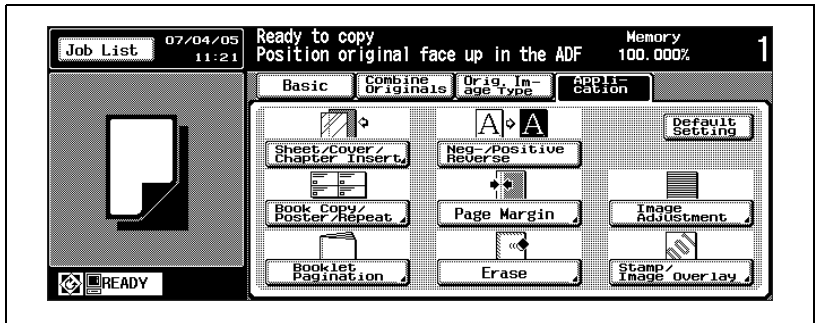 Job List
07/04/05
11:21
Ready to copy
Position original face up in the ADF
Memory
100.000%
1
Basic
Combine
Originals
Orig. Im-
age Type
Appli-
cation
Sheet/Cover/
Chapter Insert
A A
Neg-/Positive
Reverse
Default
Setting
Book Copy/
Poster/Repeat
Page Margin
Image
Adjustment
Booklet
Pagination
Erase
Stamp/
Image Overlay
READY